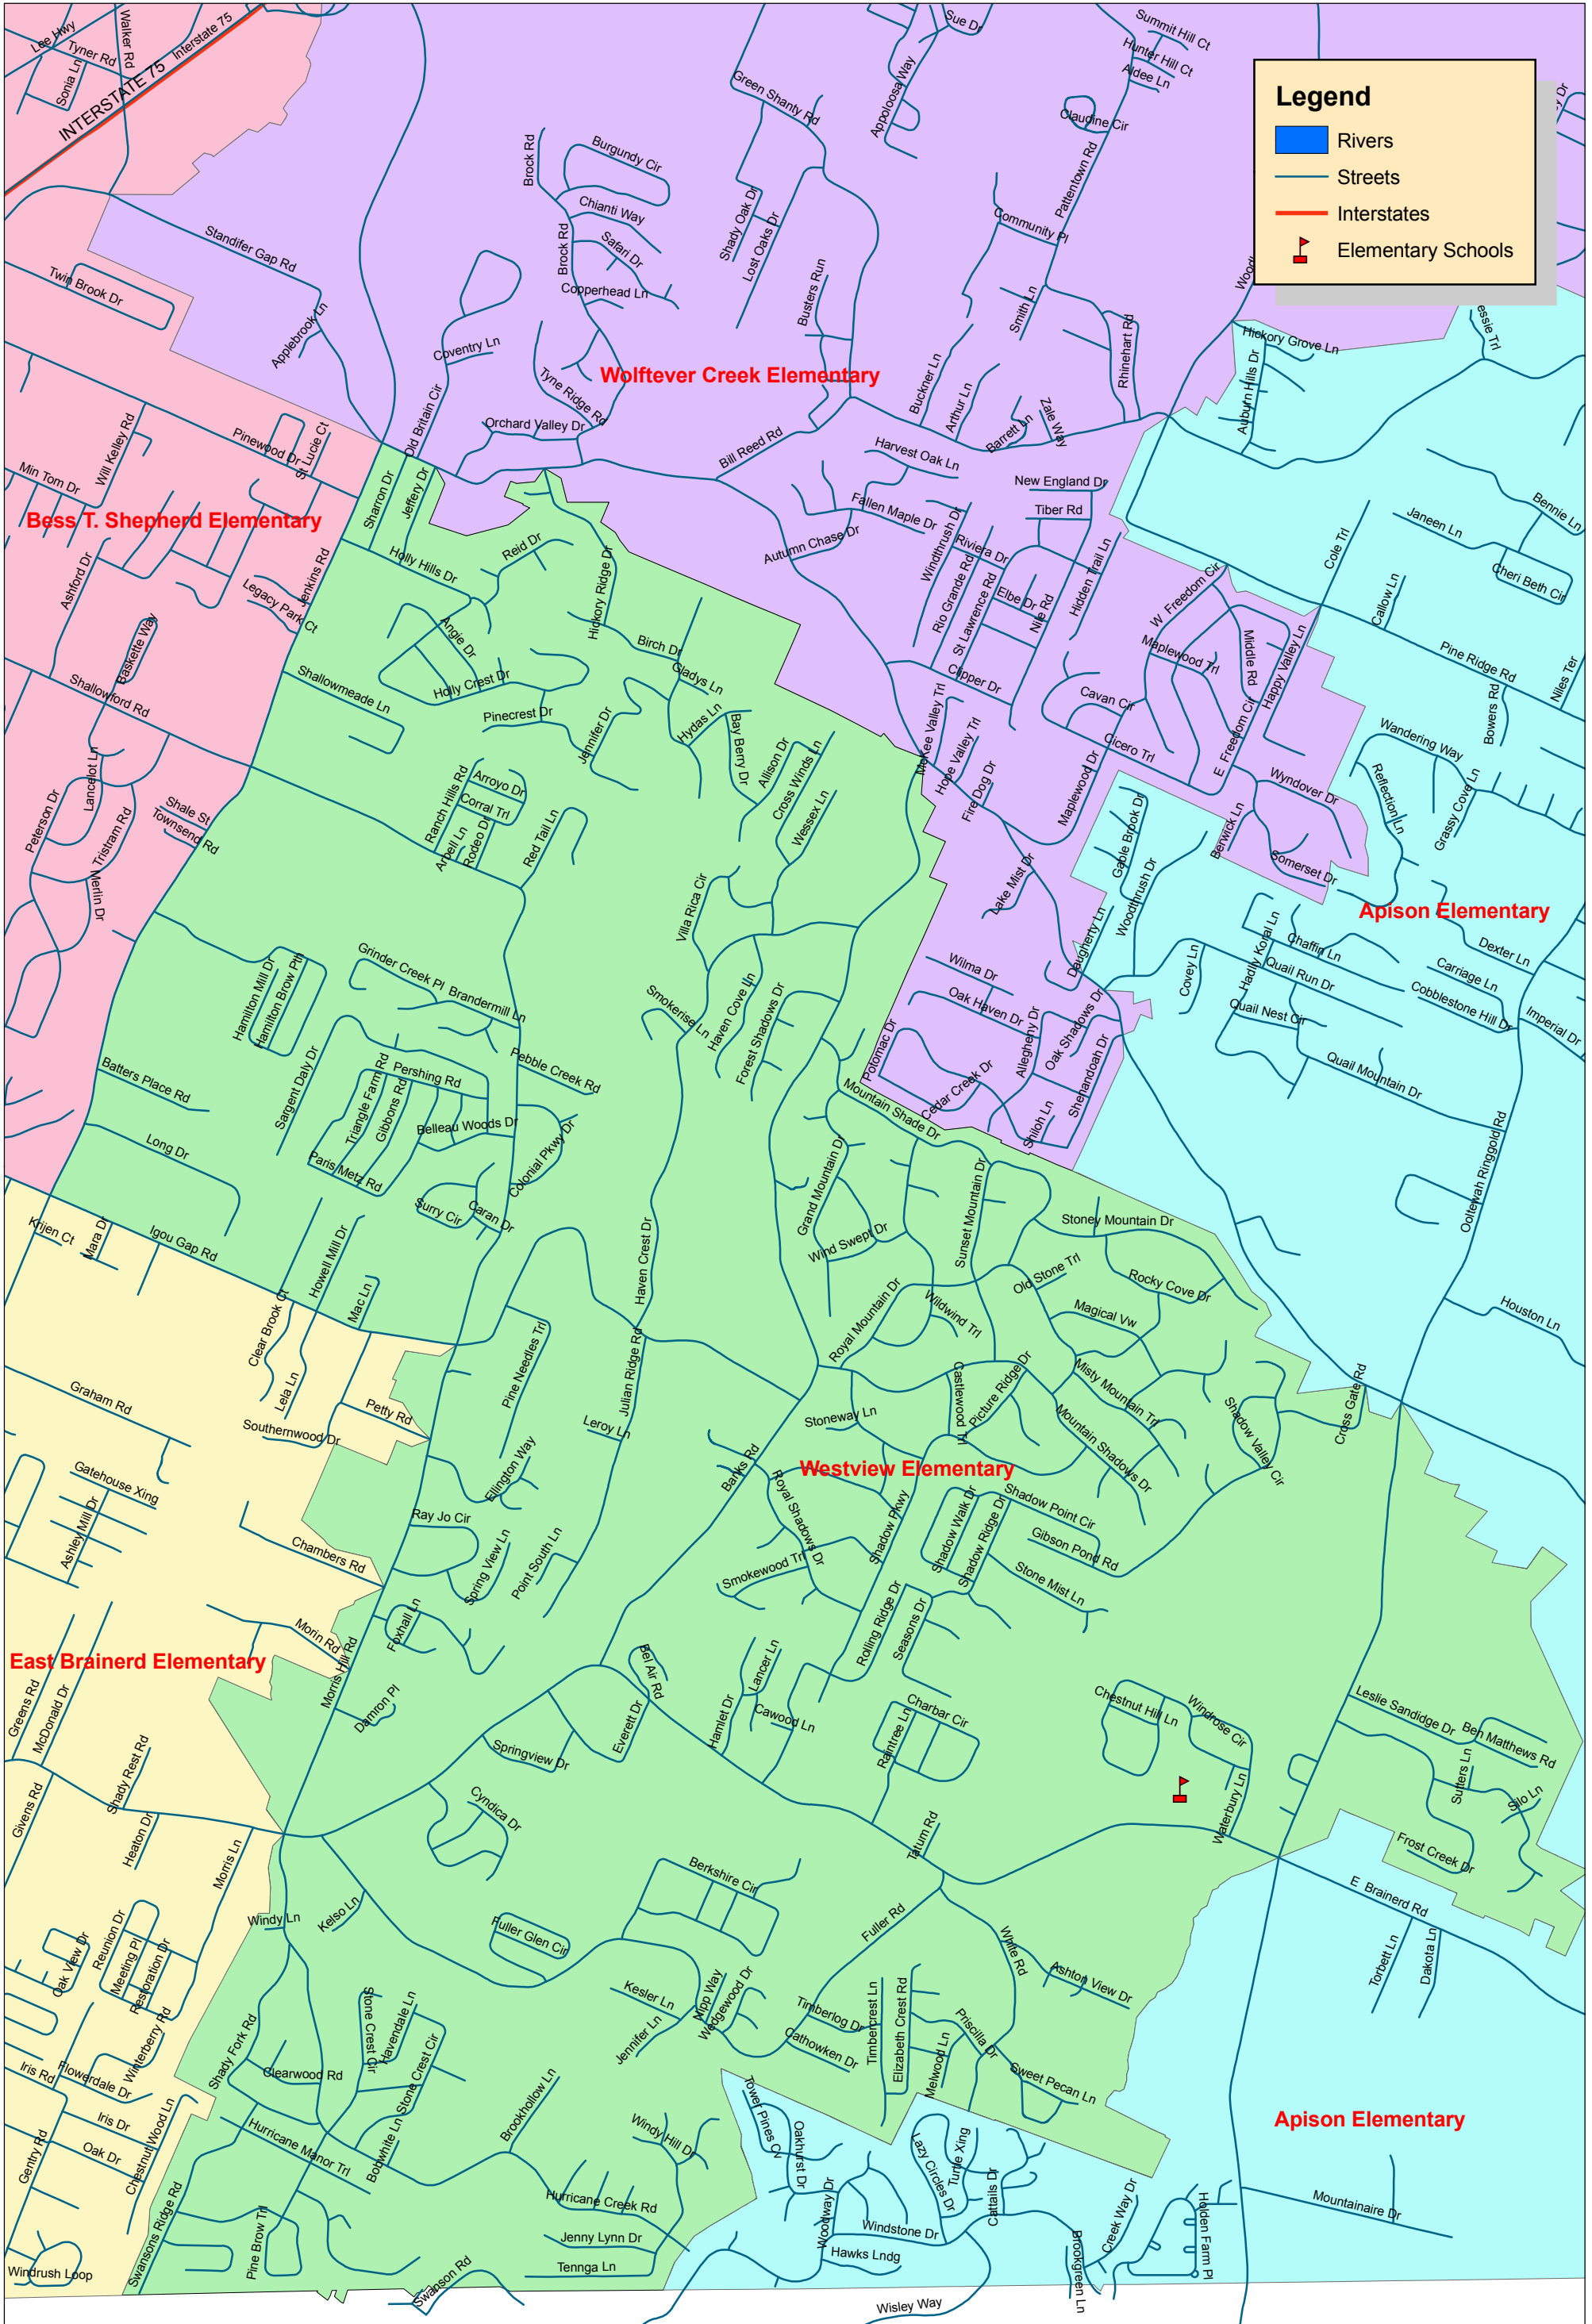 Lee Hwy
Tyner Rd
Sonia Ln
Walker Rd
Interstate 75
INTERSTATE 75
Sue Dr
Summit Hill Ct
Hunter Hill Ct
Aldee Ln
Legend
Rivers
Streets
Interstates
Elementary Schools
Green Shanty Rd
Appoloosa Way
Claudine Cir
Pattentown Rd
Brock Rd
Burgundy Cir
Chianti Way
Safari Dr
Brock Rd
Copperhead Ln
Shady Oak Dr
Lost Oaks Dr
Busters Run
Community Pl
Smith Ln
Standifer Gap Rd
Twin Brook Dr
Applebrook Ln
Coventry Ln
Old Britain Cir
Wolftever Creek Elementary
Tyne Ridge Rd
Orchard Valley Dr
Bill Reed Rd
Buckner Ln
Arthur Ln
Barrett Ln
Zale Way
Rhinehart Rd
Hickory Grove Ln
Auburn Hills Dr
essie Trl
Will Kelley Rd
Pinewood Dr
St Lucie Ct
Min Tom Dr
Bess T. Shepherd Elementary
Sharron Dr
Jeffery Dr
Harvest Oak Ln
Fallen Maple Dr
Autumn Chase Dr
New England Dr
Tiber Rd
Windthrush Dr
Riviera Dr
Rio Grande Rd
St Lawrence Rd
Elbe Dr
Nile Rd
Hidden Trail Ln
Janeen Ln
Bennie Ln
Cheri Beth Cir
Cole Trl
Callow Ln
Ashford Dr
Jenkins Rd
Legacy Park Ct
Holly Hills Dr
Reid Dr
Hickory Ridge Dr
Baskette Way
Shallowford Rd
Shallowmeade Ln
Angie Dr
Holly Crest Dr
Pinecrest Dr
Birch Dr
Gladys Ln
Hydas Ln
Jennifer Dr
Bay Berry Dr
Allison Dr
Cross Winds Ln
Wessex Ln
Clipper Dr
McKee Valley Trl
Hope Valley Trl
Fire Dog Dr
W Freedom Cir
Maplewood Trl
Middle Rd
Happy Valley Ln
Cavan Cir
Cicero Trl
E Freedom Cir
Maplewood Dr
Wyndover Dr
Pine Ridge Rd
Niles Ter
Bowers Rd
Wandering Way
Reflection Ln
Grassy Cove Ln
Lancelot Ln
Peterson Dr
Tristram Rd
Merlin Dr
Shale St
Townsend Rd
Ranch Hills Rd
Arroyo Dr
Corral Trl
Arbell Ln
Rodeo Dr
Red Tail Ln
Villa Rica Cir
Lake Mist Dr
Gable Brook Dr
Woodthrush Dr
Berwick Ln
Somerset Dr
Apison Elementary
Daugherty Ln
Covey Ln
Hadly Koral Ln
Chaffin Ln
Quail Run Dr
Quail Nest Cir
Dexter Ln
Carriage Ln
Cobblestone Hill Dr
Imperial Dr
Hamilton Mill Dr
Hamilton Brow Pth
Grinder Creek Pl
Brandermill Ln
Smokerise Ln
Haven Cove Ln
Forest Shadows Dr
Wilma Dr
Oak Haven Dr
Potomac Dr
Allegheny Dr
Oak Shadows Dr
Shenandoah Dr
Cedar Creek Dr
Shiloh Ln
Quail Mountain Dr
Ooltewah Ringgold Rd
Batters Place Rd
Long Dr
Sargent Daly Dr
Triangle Farm Rd
Pershing Rd
Gibbons Rd
Belleau Woods Dr
Paris Metz Rd
Pebble Creek Rd
Colonial Pkwy Dr
Surry Cir
Caran Dr
Mountain Shade Dr
Grand Mountain Dr
Wind Swept Dr
Sunset Mountain Dr
Stoney Mountain Dr
Krijen Ct
Mara Dr
Igou Gap Rd
Howell Mill Dr
Clear Brook Ct
Mac Ln
Lela Ln
Haven Crest Dr
Old Stone Trl
Rocky Cove Dr
Magical Vw
Royal Mountain Dr
Wildwind Trl
Houston Ln
Graham Rd
Southernwood Dr
Petty Rd
Pine Needles Trl
Julian Ridge Rd
Leroy Ln
Stoneway Ln
Castlewood Trl
Picture Ridge Dr
Misty Mountain Trl
Mountain Shadows Dr
Shadow Valley Cir
Cross Gate Rd
Westview Elementary
Gatehouse Xing
Ashley Mill Dr
Chambers Rd
Ellington Way
Ray Jo Cir
Spring View Ln
Point South Ln
Banks Rd
Royal Shadows Dr
Smokewood Trl
Shadow Pkwy
Shadow Walk Dr
Shadow Ridge Dr
Shadow Point Cir
Gibson Pond Rd
Stone Mist Ln
East Brainerd Elementary
Morin Rd
Foxhall Ln
Morris Hill Rd
Damron Pl
Greens Rd
McDonald Dr
Rolling Ridge Dr
Seasons Dr
Bel Air Rd
Everett Dr
Hamlet Dr
Lancer Ln
Cawood Ln
Charbar Cir
Raintree Ln
Chestnut Hill Ln
Windrose Cir
Waterbury Ln
Leslie Sandidge Dr
Ben Matthews Rd
Sutters Ln
Silo Ln
Frost Creek Dr
Springview Dr
Cyndica Dr
Shady Rest Rd
Givens Rd
Heaton Dr
Morris Ln
Tatum Rd
Berkshire Cir
E Brainerd Rd
Windy Ln
Kelso Ln
Fuller Glen Cir
Fuller Rd
White Rd
Ashton View Dr
Torbett Ln
Dakota Ln
Oak View Dr
Reunion Dr
Meeting Pl
Restoration Dr
Winterberry Rd
Kesler Ln
Nipp Way
Wedgewood Dr
Jennifer Ln
Timberlog Dr
Cathowken Dr
Timbercrest Ln
Elizabeth Crest Rd
Priscilla Dr
Melwood Ln
Sweet Pecan Ln
Stone Crest Cir
Havendale Ln
Stone Crest Cir
Shady Fork Rd
Clearwood Rd
Iris Rd
Flowerdale Dr
Iris Dr
Oak Dr
Gentry Rd
Chestnut Wood Ln
Hurricane Manor Trl
Bobwhite Ln
Brookhollow Ln
Windy Hill Dr
Tower Pines Cv
Oakhurst Dr
Lazy Circles Dr
Turtle Xing
Cattails Dr
Apison Elementary
Hurricane Creek Rd
Jenny Lynn Dr
Tennga Ln
Woodway Dr
Windstone Dr
Hawks Lndg
Brookgreen Ln
Creek Way Dr
Holden Farm Pl
Mountainaire Dr
Swansons Ridge Rd
Pine Brow Trl
Windrush Loop
Swanson Rd
Wisley Way